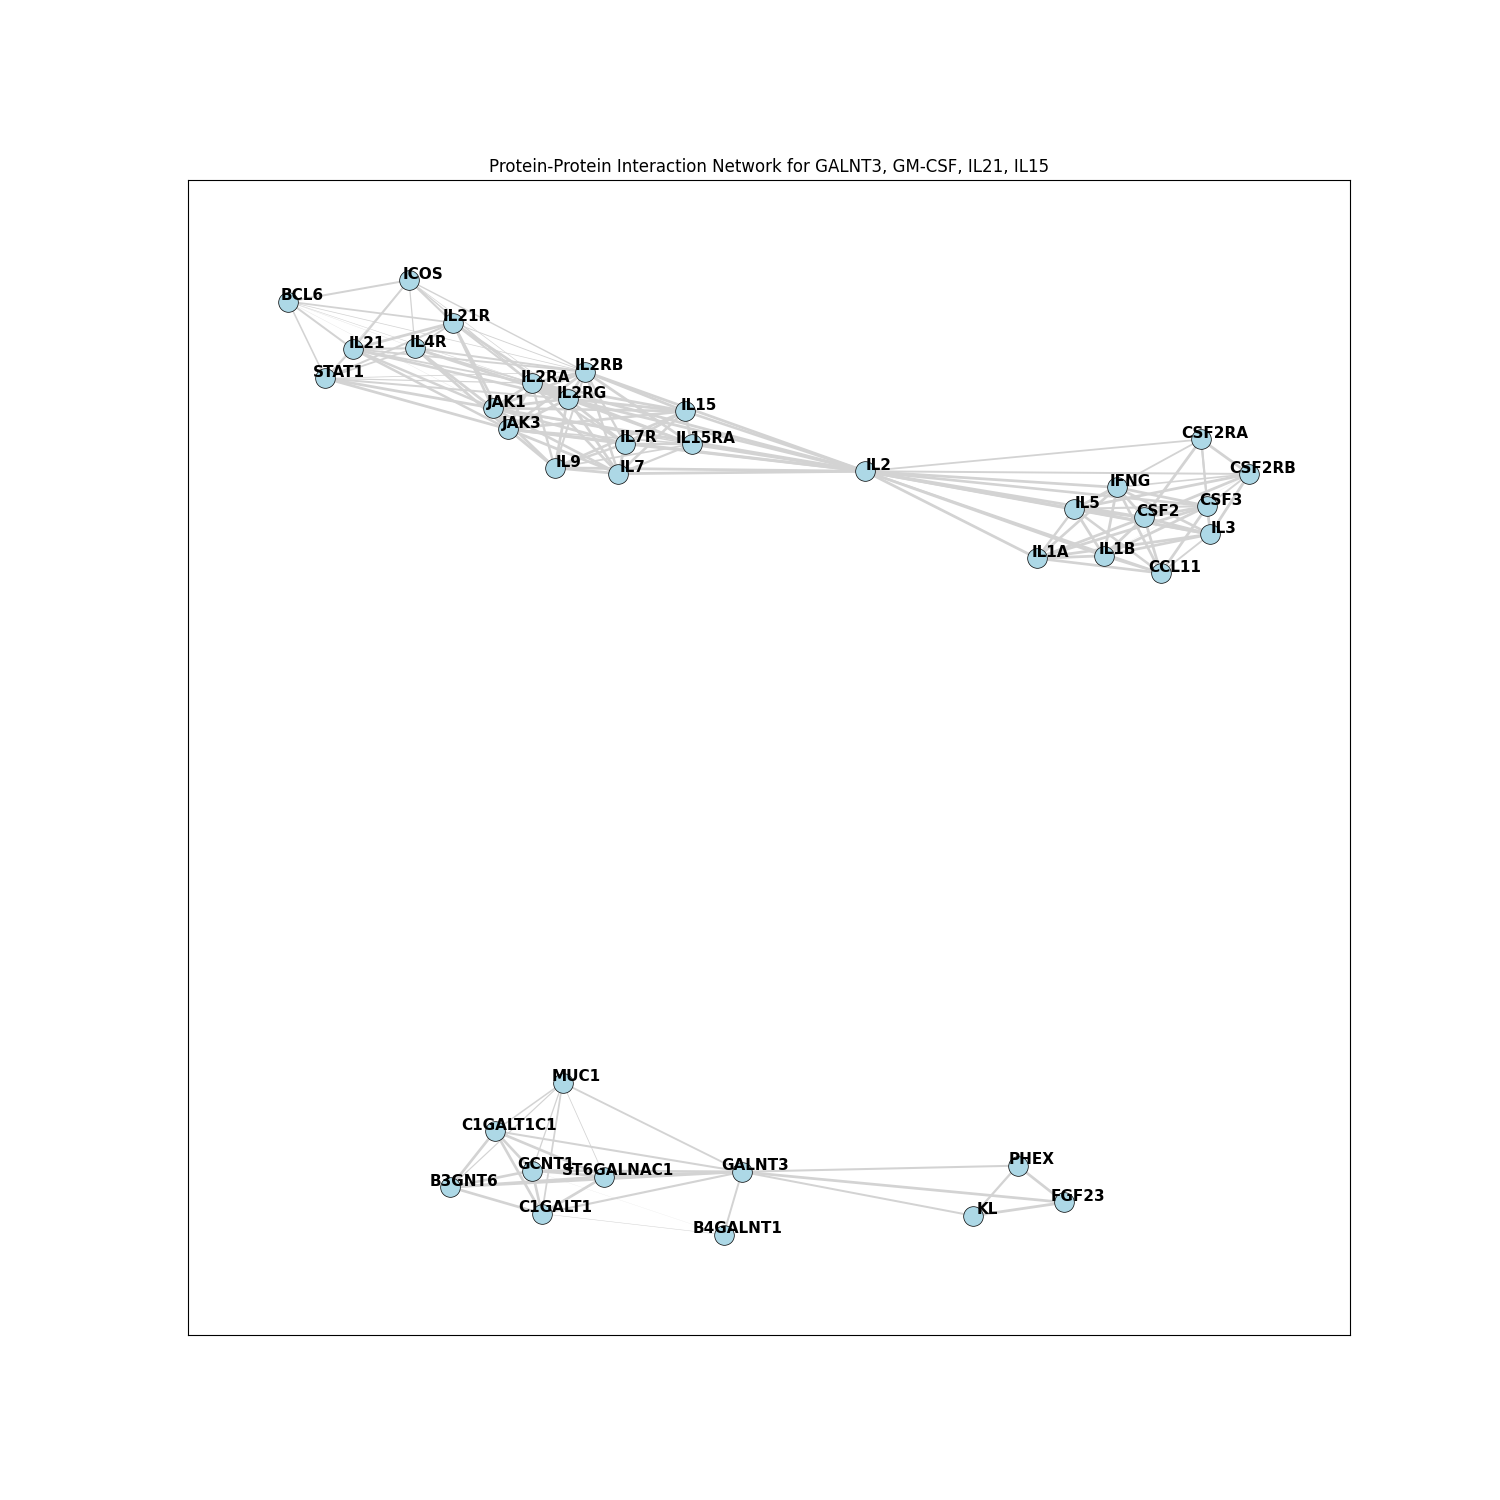 Protein-Protein Interaction Network for GALNT3, GM-CSF, IL21, IL15
ICOS
BCL6
IL21R
IL21
IL4R
IL2RB
STAT1
IL2RA
IL2RG
JAK1
IL15
JAK3
IL7R
IL15RA
CSF2RA
IL9
IL7
IL2
CSF2RB
IFNG
IL5
CSF3
CSF2
IL3
IL1A
IL1B
CCL11
MUC1
C1GALT1C1
GCNT1
ST6GALNAC1
GALNT3
PHEX
B3GNT6
FGF23
C1GALT1
KL
B4GALNT1